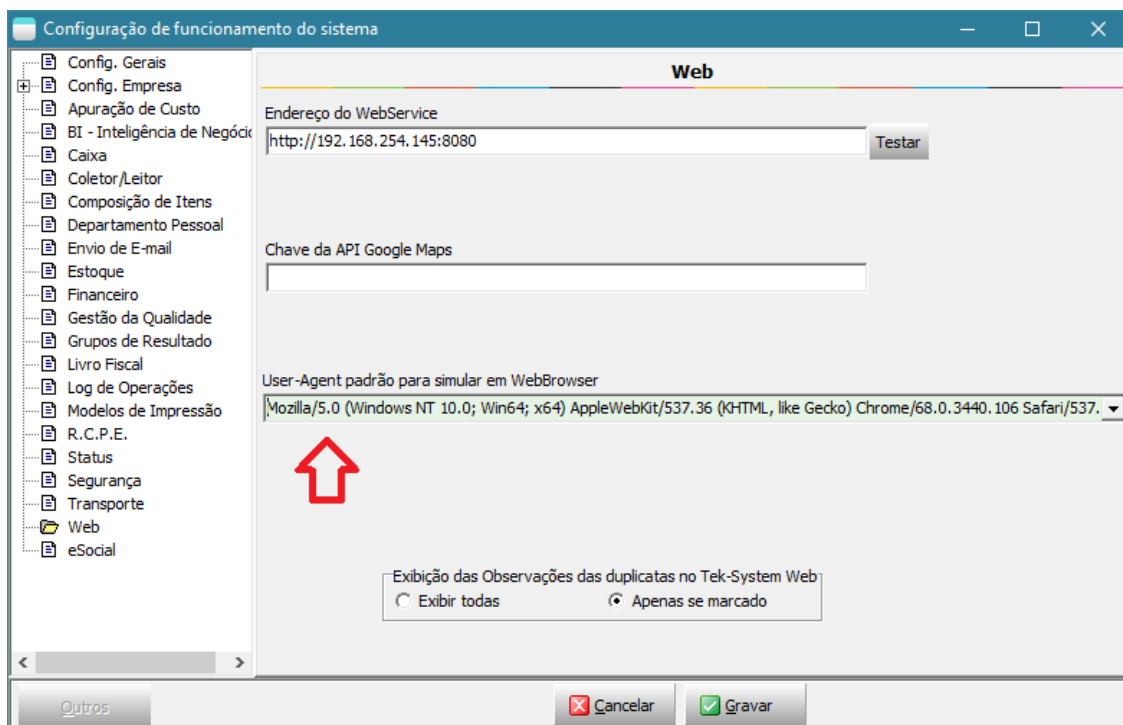 Configuração de funcionamento do sistema
Config. Gerais
Config. Empresa
Apuração de Custo
BI - Inteligência de Negócio
Caixa
Coletor/Leitor
Composição de Itens
Departamento Pessoal
Envio de E-mail
Estoque
Financeiro
Gestão da Qualidade
Grupos de Resultado
Livro Fiscal
Log de Operações
Modelos de Impressão
R.C.P.E.
Status
Segurança
Transporte
Web
eSocial
Web
Endereço do WebService
http://192.168.254.145:8080
Testar
Chave da API Google Maps
User-Agent padrão para simular em WebBrowser
Mozilla/5.0 (Windows NT 10.0; Win64; x64) AppleWebKit/537.36 (KHTML, like Gecko) Chrome/68.0.3440.106 Safari/537.
Exibição das Observações das duplicatas no Tek-System Web
Exibir todas
Apenas se marcado
Outros
Cancelar
Gravar